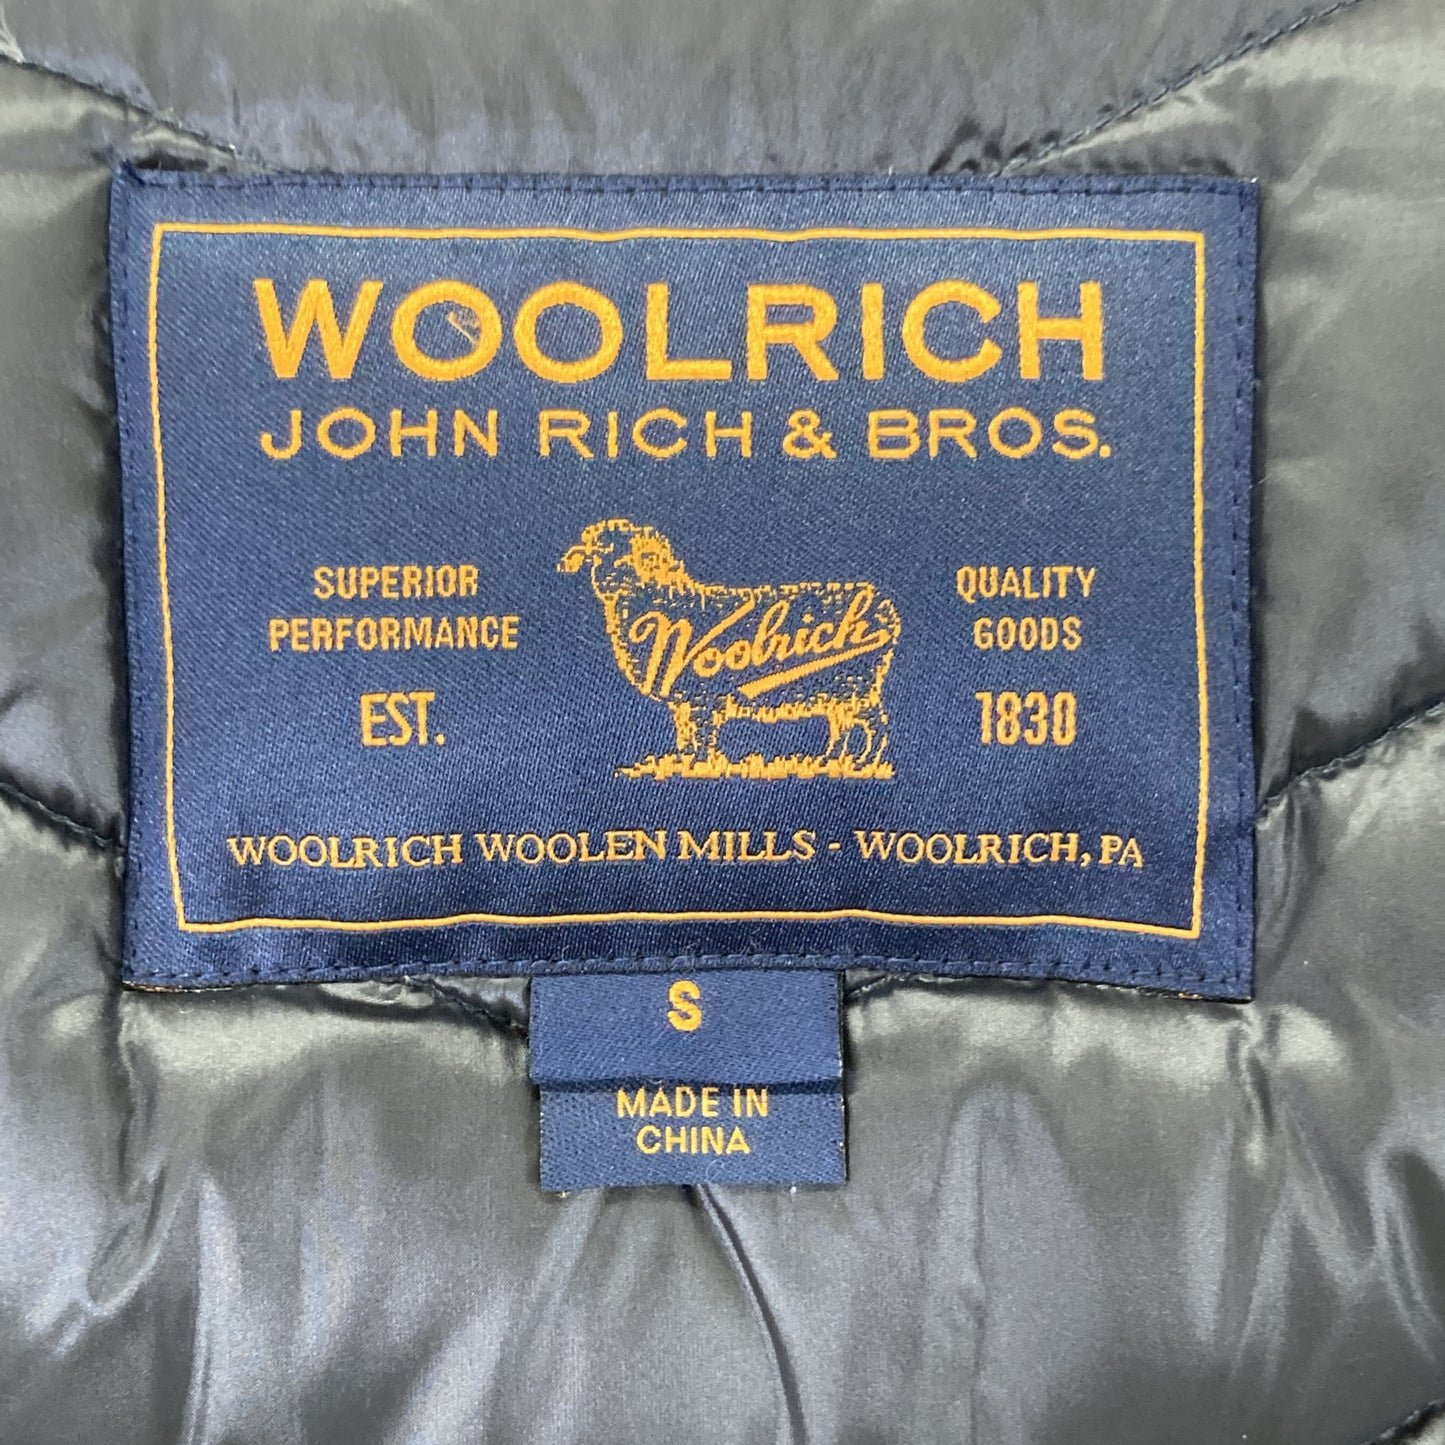 WOOLRICH
JOHN RICH & BROS.
SUPERIOR
PERFORMANCE
EST.
Woolrich
QUALITY
GOODS
1830
WOOLRICH WOOLEN MILLS - WOOLRICH, PA
S
MADE IN
CHINA